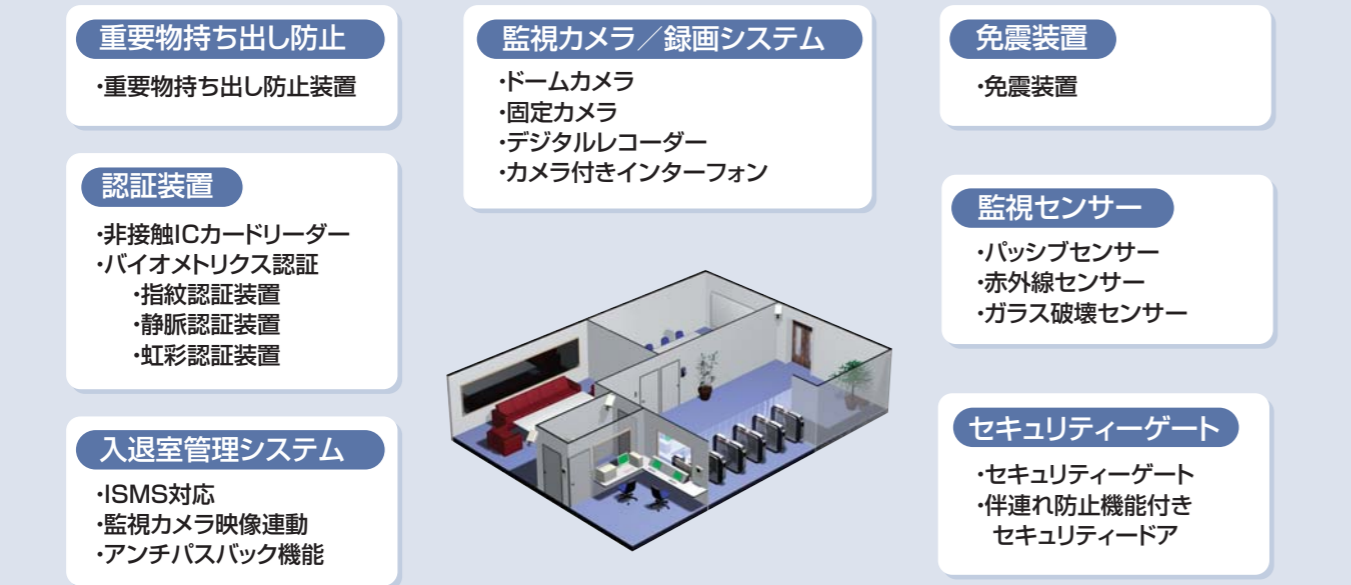 重要物持ち出し防止
・重要物持ち出し防止装置
認証装置
・非接触ICカードリーダー
・バイオメトリクス認証
・指紋認証装置
・静脈認証装置
・虹彩認証装置
入退室管理システム
・ISMS対応
・監視カメラ映像連動
・アンチパスバック機能
監視カメラ／録画システム
・ドームカメラ
・固定カメラ
・デジタルレコーダー
・カメラ付きインターフォン
免震装置
・免震装置
監視センサー
・パッシブセンサー
・赤外線センサー
・ガラス破壊センサー
セキュリティーゲート
・セキュリティーゲート
・伴連れ防止機能付き
セキュリティードア